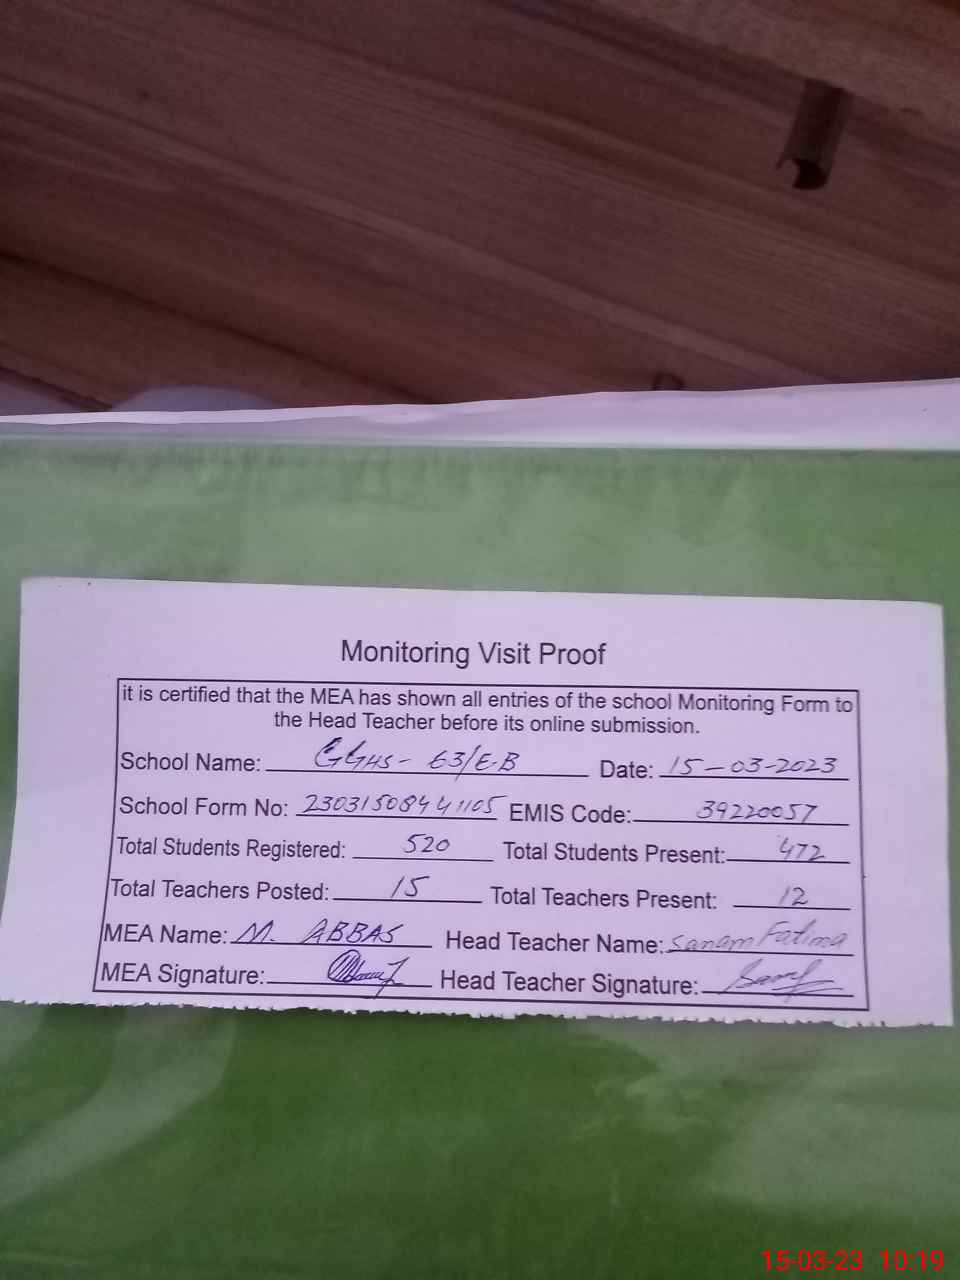 Monitoring Visit Proof
it is certified that the MEA has shown all entries of the school Monitoring Form to
the Head Teacher before its online submission.
School Name: GGHS - 63/E-B Date: 15-03-2023
School Form No: 23031508441105 EMIS Code: 39220057
Total Students Registered: 520 Total Students Present: 472
Total Teachers Posted: 15 Total Teachers Present: 12
MEA Name: M. ABBAS Head Teacher Name: Sanam Fatima
MEA Signature: Head Teacher Signature:
15-03-23 10:19